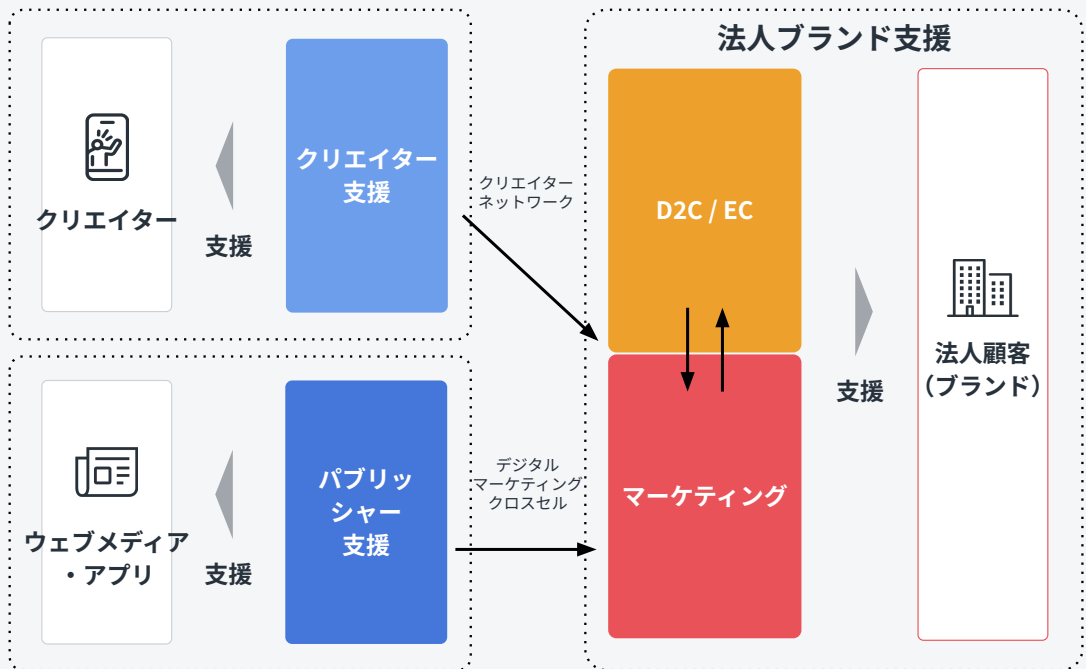 クリエイター
支援
クリエイター
支援
クリエイター
ネットワーク
ウェブメディア
・アプリ
支援
パブリッ
シャー
支援
デジタル
マーケティング
クロスセル
法人ブランド支援
D2C / EC
マーケティング
支援
法人顧客
（ブランド）